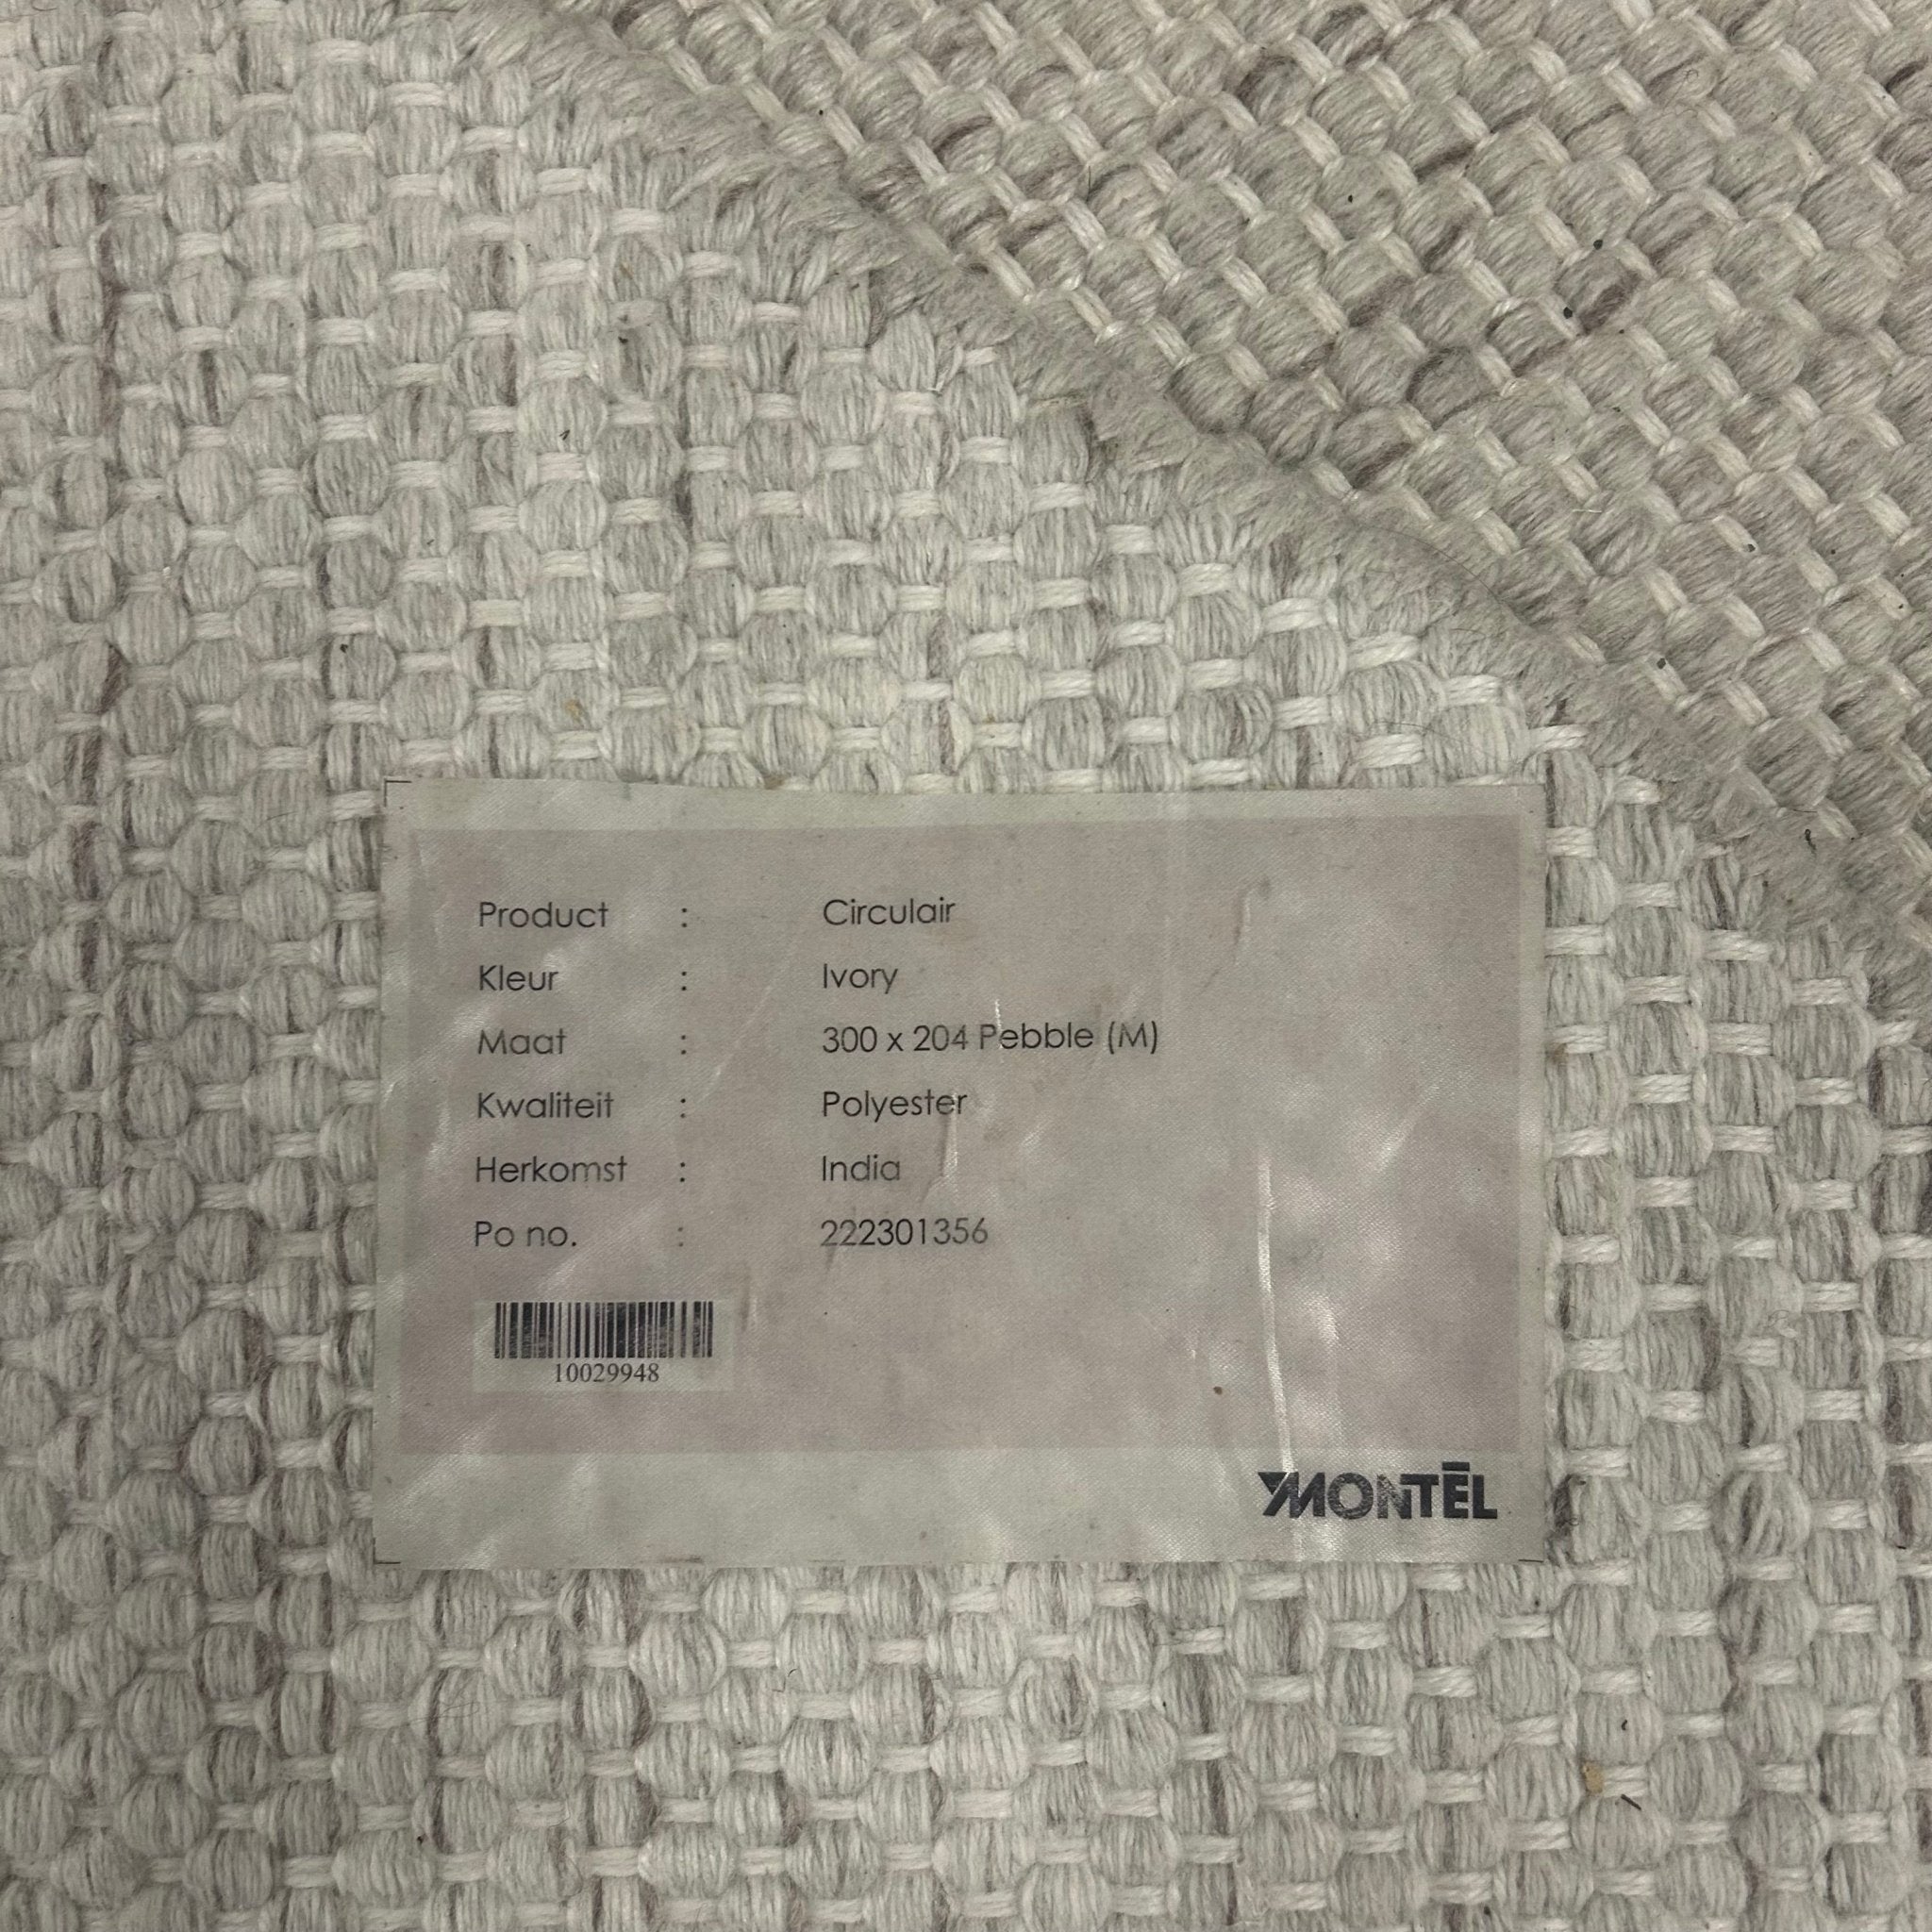 Product : Circulair
Kleur : Ivory
Maat : 300 x 204 Pebble (M)
Kwaliteit : Polyester
Herkomst : India
Po no. : 222301356
10029948
MONTĒL